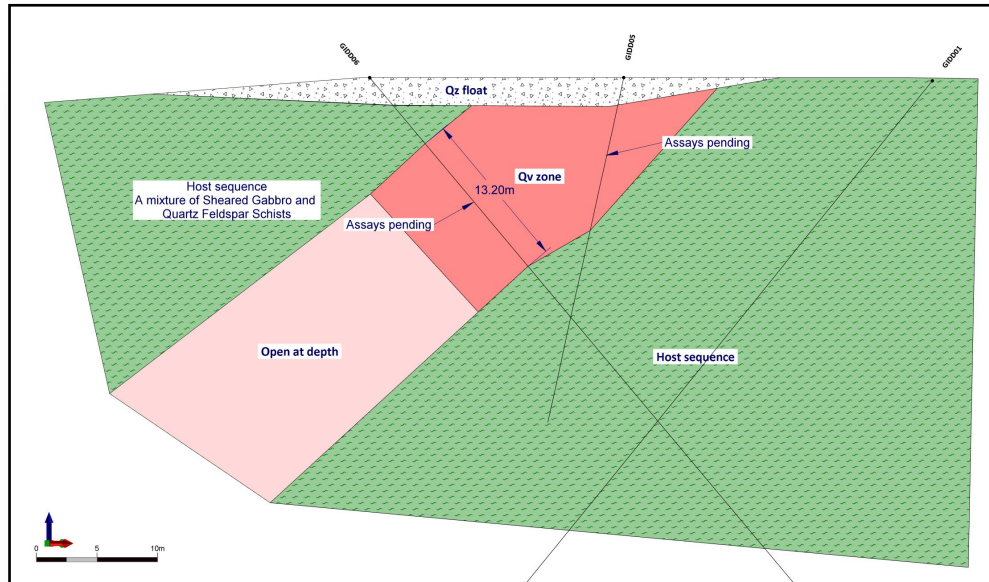 GIDD06
GIDD05
GIDD01
Qz float
Assays pending
Qv zone
13.20m
Host sequence
A mixture of Sheared Gabbro and
Quartz Feldspar Schists
Assays pending
Open at depth
Host sequence
0 5 10m